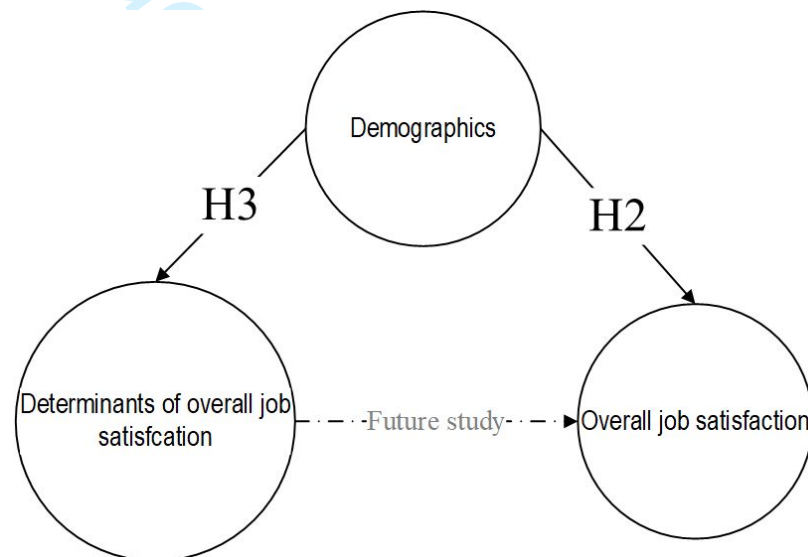 Demographics
H3
H2
Determinants of overall job
satisfcation
Future study
Overall job satisfaction